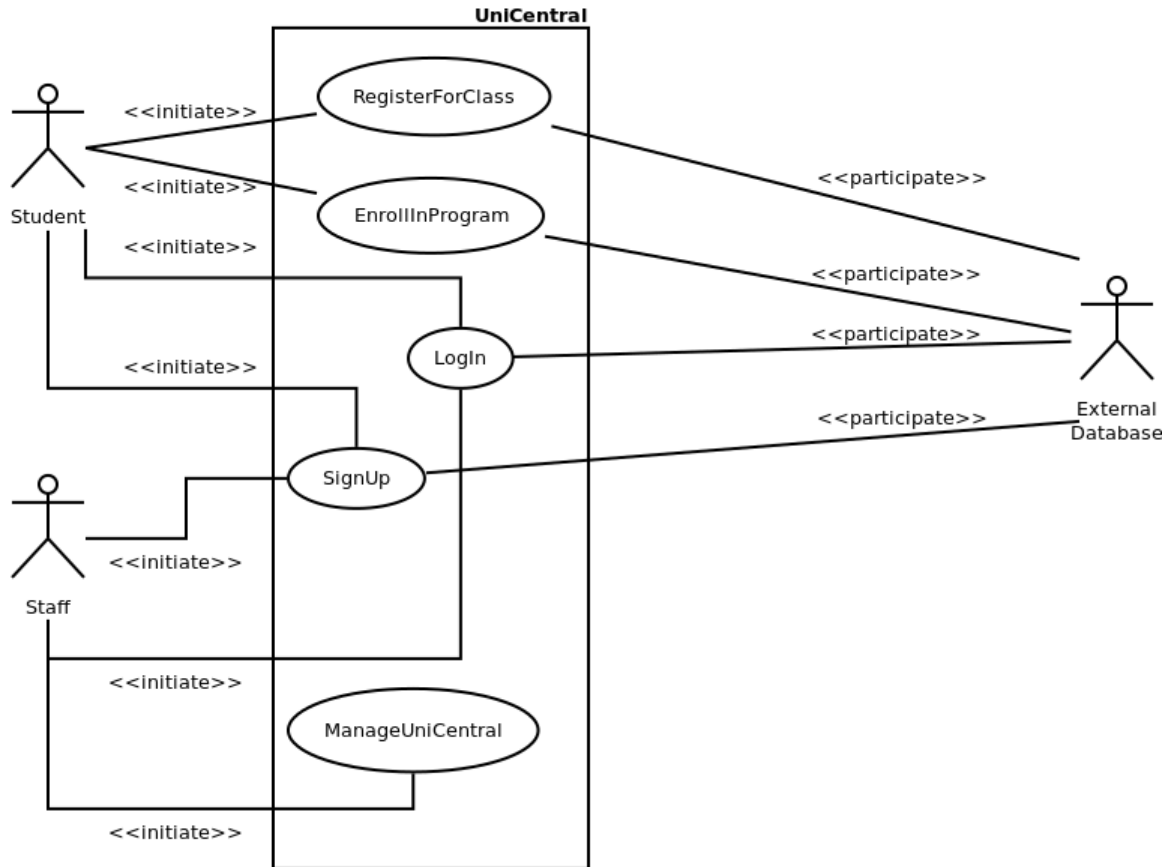 UniCentral
RegisterForClass
<<initiate>>
<<participate>>
<<initiate>>
EnrollInProgram
Student
<<initiate>>
<<participate>>
<<participate>>
LogIn
<<initiate>>
External
Database
<<participate>>
SignUp
<<initiate>>
Staff
<<initiate>>
ManageUniCentral
<<initiate>>